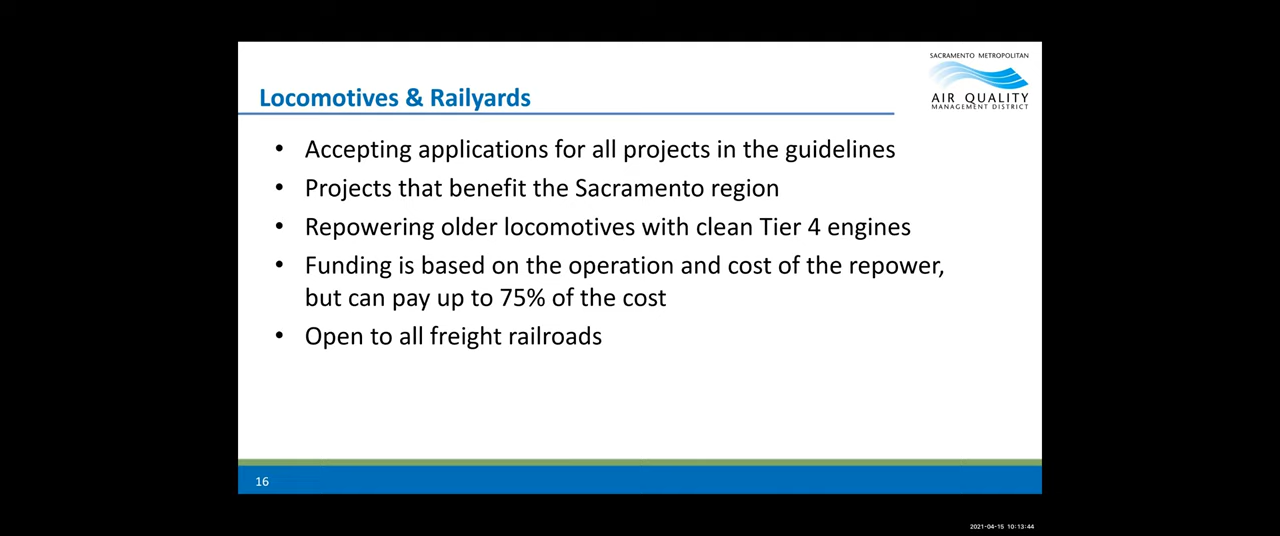 SACRAMENTO METROPOLITAN
AIR QUALITY
MANAGEMENT DISTRICT
Locomotives & Railyards
• Accepting applications for all projects in the guidelines
• Projects that benefit the Sacramento region
• Repowering older locomotives with clean Tier 4 engines
• Funding is based on the operation and cost of the repower,
but can pay up to 75% of the cost
• Open to all freight railroads
16
2021-04-15 10:13:44